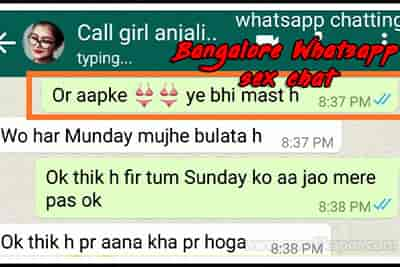 Call girl anjali..
whatsapp chatting
typing...
Bangalore Whatsapp
sex chat
Or aapke 👙👙 ye bhi mast h
8:37 PM
Wo har Munday mujhe bulata h
8:37 PM
Ok thik h fir tum Sunday ko aa jao mere
pas ok
8:38 PM
Ok thik h pr aana kha pr hoga
8:38 PM